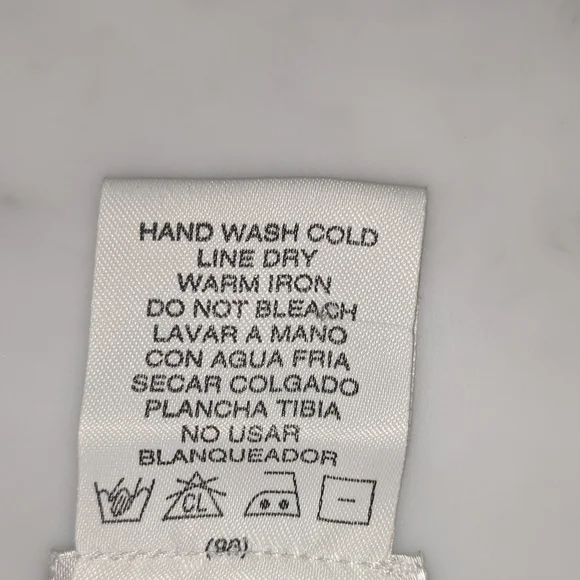 HAND WASH COLD
LINE DRY
WARM IRON
DO NOT BLEACH
LAVAR A MANO
CON AGUA FRIA
SECAR COLGADO
PLANCHA TIBIA
NO USAR
BLANQUEADOR
CL